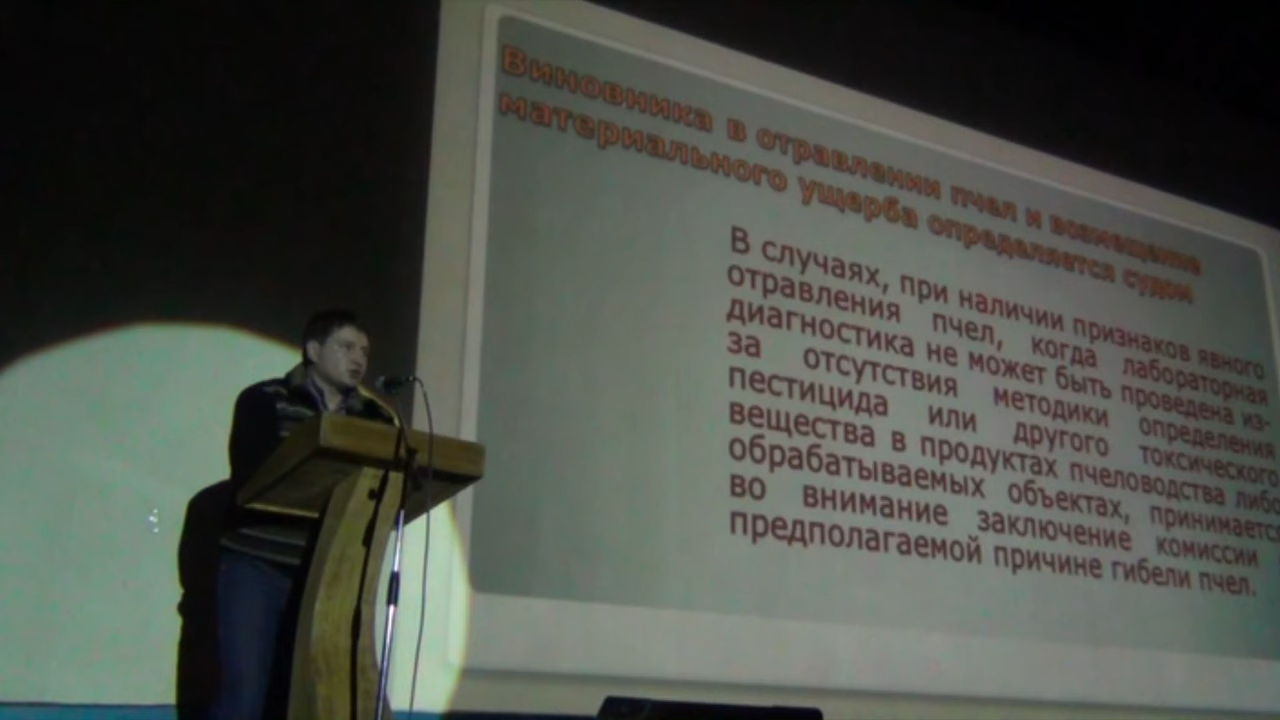 Виновника в отравлении пчел и возмещение
материального ущерба определяется судом
В случаях, при наличии признаков явного
отравления пчел, когда лабораторная
диагностика не может быть проведена из-
за отсутствия методики определения
пестицида или другого токсического
вещества в продуктах пчеловодства либо
обрабатываемых объектах, принимается
во внимание заключение комиссии
предполагаемой причине гибели пчел.